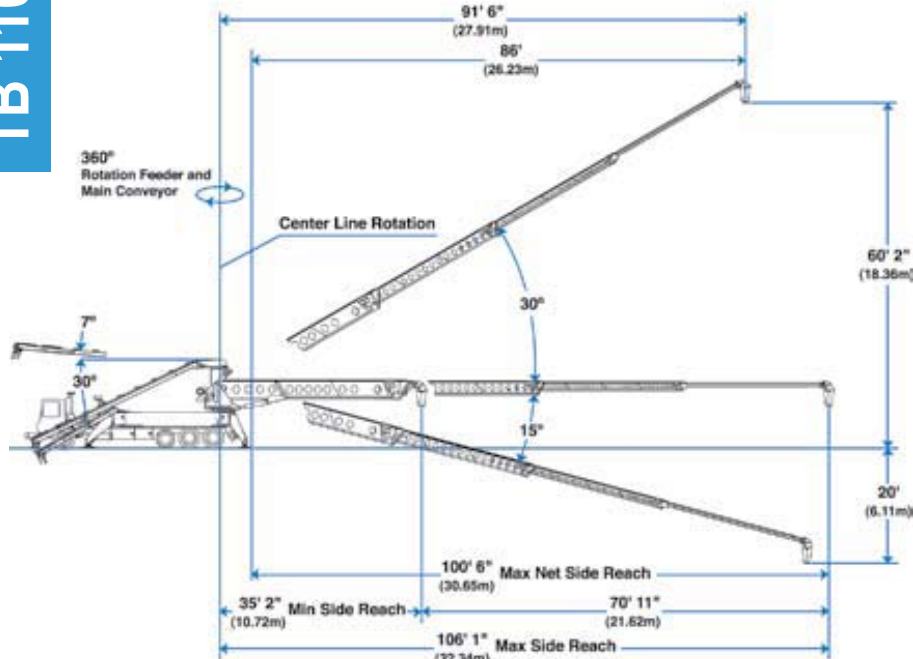 91' 6"
(27.91m)
86'
(26.23m)
360°
Rotation Feeder and
Main Conveyor
Center Line Rotation
60' 2"
(18.36m)
30°
7"
30°
15°
20'
(6.11m)
100' 6" Max Net Side Reach
(30.65m)
35' 2" Min Side Reach
(10.72m)
70' 11"
(21.62m)
106' 1" Max Side Reach